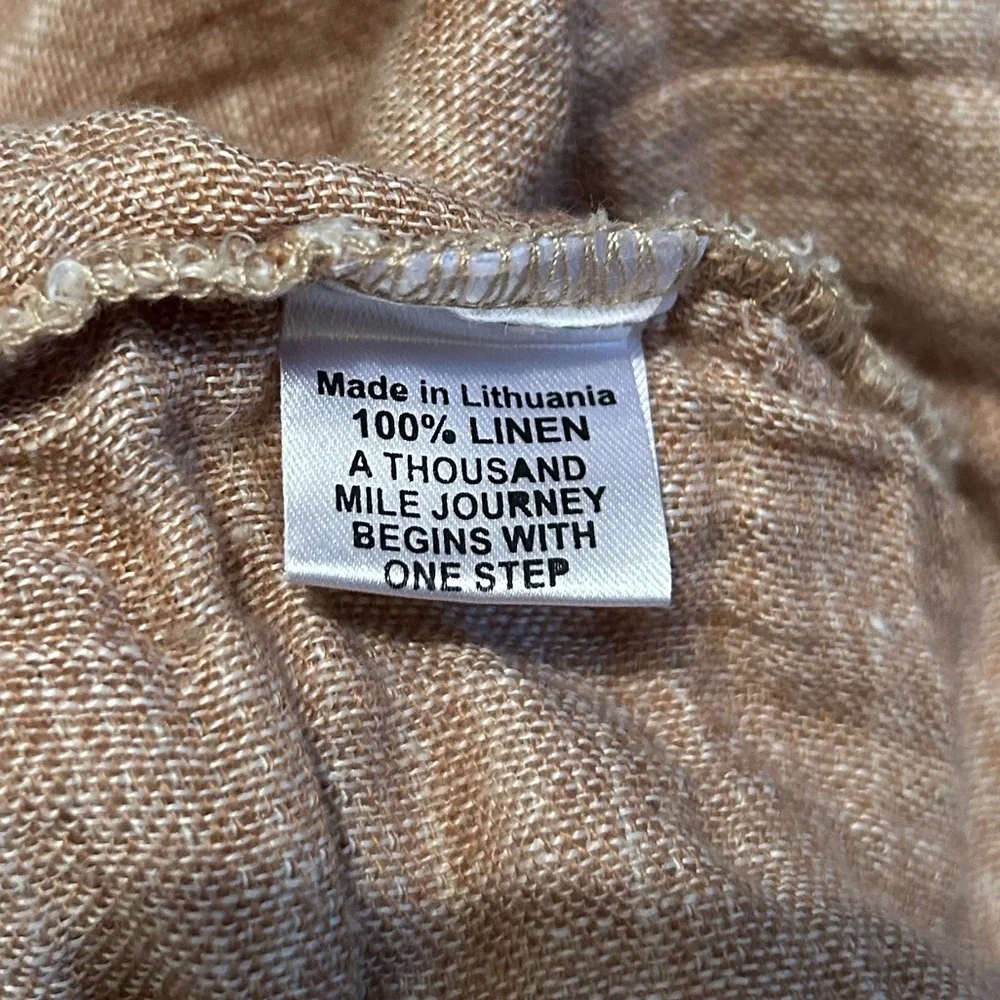 Made in Lithuania
100% LINEN
A THOUSAND
MILE JOURNEY
BEGINS WITH
ONE STEP